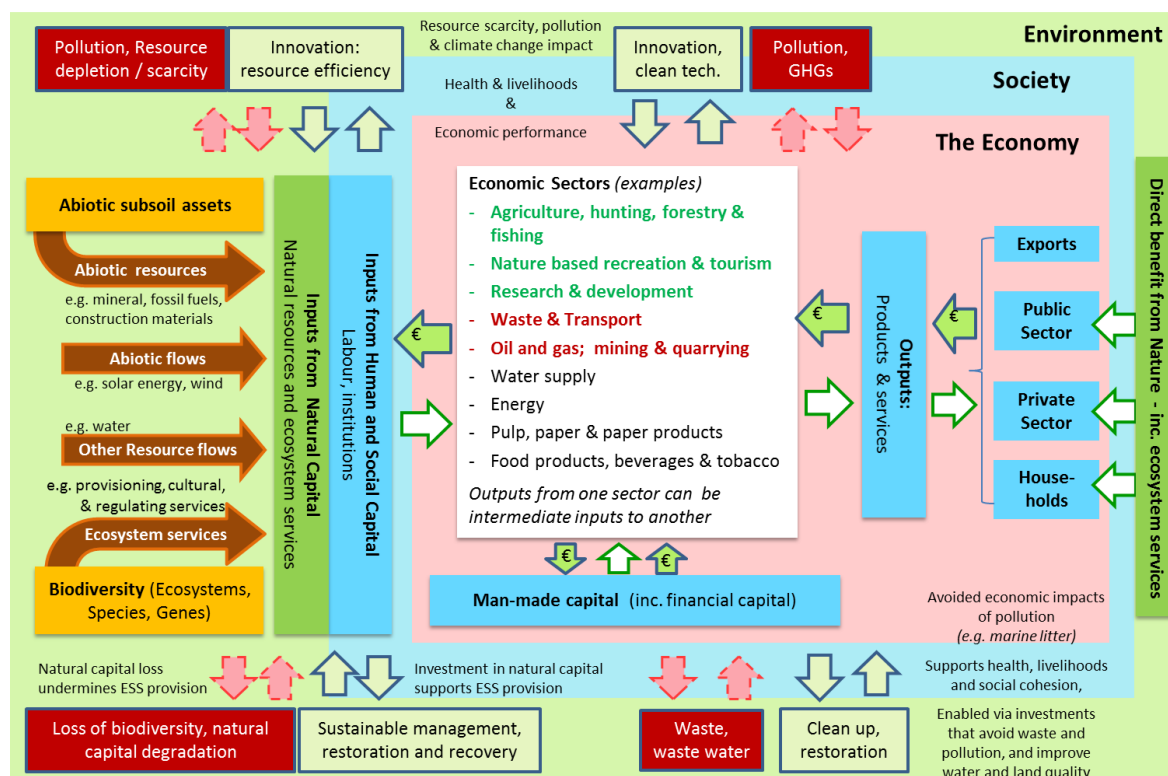 Pollution, Resource
depletion / scarcity
Innovation:
resource efficiency
Resource scarcity, pollution
& climate change impact
Innovation,
clean tech.
Pollution,
GHGs
Environment
Society
Health & livelihoods
&
Economic performance
The Economy
Abiotic subsoil assets
Abiotic resources
e.g. mineral, fossil fuels,
construction materials
Abiotic flows
e.g. solar energy, wind
e.g. water
Other Resource flows
e.g. provisioning, cultural,
& regulating services
Ecosystem services
Biodiversity (Ecosystems,
Species, Genes)
Inputs from Natural Capital
Natural resources and ecosystem services
Inputs from Human and Social Capital
Labour, institutions
€
Economic Sectors (examples)
- Agriculture, hunting, forestry &
fishing
- Nature based recreation & tourism
- Research & development
- Waste & Transport
- Oil and gas; mining & quarrying
- Water supply
- Energy
- Pulp, paper & paper products
- Food products, beverages & tobacco
Outputs from one sector can be
intermediate inputs to another
€
€
Man-made capital (inc. financial capital)
€
Outputs:
Products & services
€
Exports
Public
Sector
Private
Sector
House-
holds
Direct benefit from Nature - inc. ecosystem services
Avoided economic impacts
of pollution
(e.g. marine litter)
Natural capital loss
undermines ESS provision
Investment in natural capital
supports ESS provision
Supports health, livelihoods
and social cohesion,
Loss of biodiversity, natural
capital degradation
Sustainable management,
restoration and recovery
Waste,
waste water
Clean up,
restoration
Enabled via investments
that avoid waste and
pollution, and improve
water and land quality